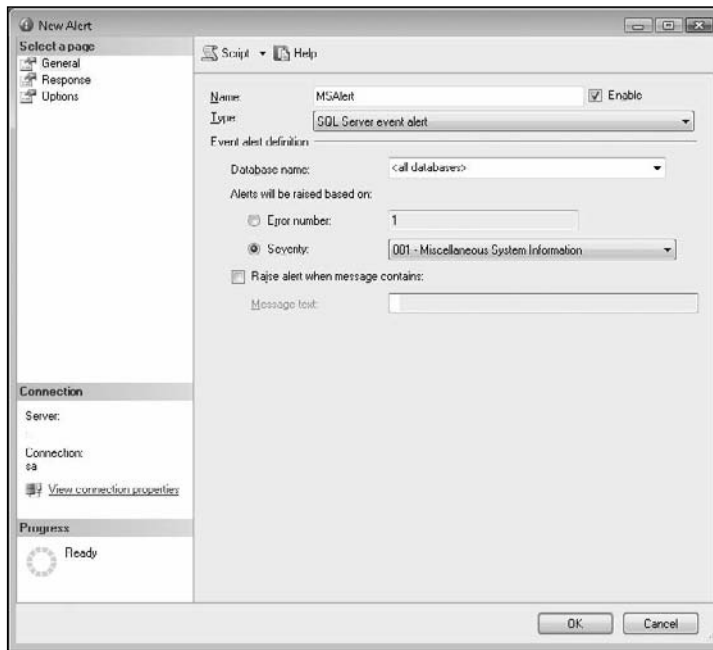 New Alert
Select a page
General
Response
Options
Script
Help
Name:
MSAlert
Enable
Type:
SQL Server event alert
Event alert definition
Database name:
<all databases>
Alerts will be raised based on:
Error number:
1
Severity:
001 - Miscellaneous System Information
Raise alert when message contains:
Message text:
Connection
Server:
Connection:
sa
View connection properties
Progress
Ready
OK
Cancel